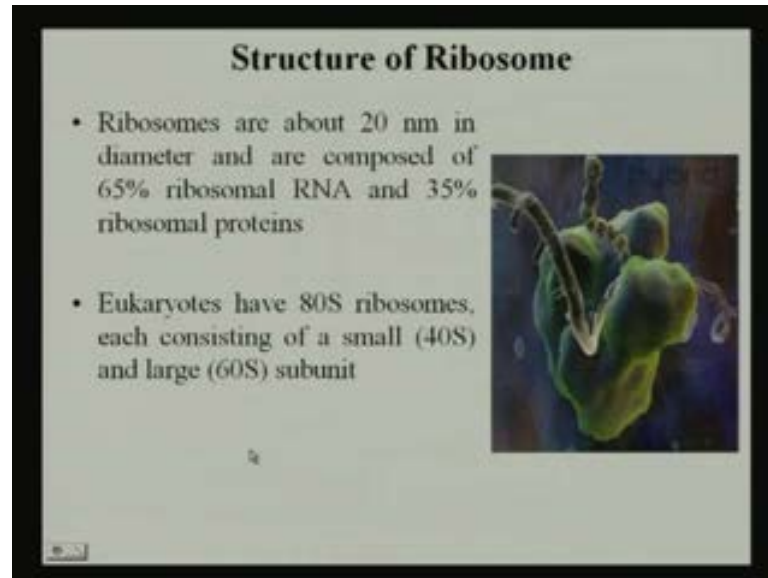 Structure of Ribosome
• Ribosomes are about 20 nm in
diameter and are composed of
65% ribosomal RNA and 35%
ribosomal proteins
• Eukaryotes have 80S ribosomes,
each consisting of a small (40S)
and large (60S) subunit